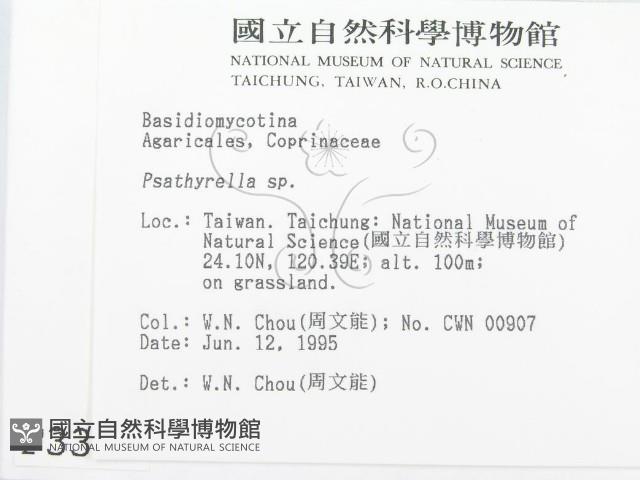 國立自然科學博物館
NATIONAL MUSEUM OF NATURAL SCIENCE
TAICHUNG, TAIWAN, R.O.CHINA
Basidiomycotina
Agaricales, Coprinaceae
Psathyrella sp.
Loc.: Taiwan. Taichung: National Museum of
Natural Science(國立自然科學博物館)
24.10N, 120.39E; alt. 100m;
on grassland.
Col.: W.N. Chou(周文能); No. CWN 00907
Date: Jun. 12, 1995
Det.: W.N. Chou(周文能)
國立自然科學博物館
NATIONAL MUSEUM OF NATURAL SCIENCE